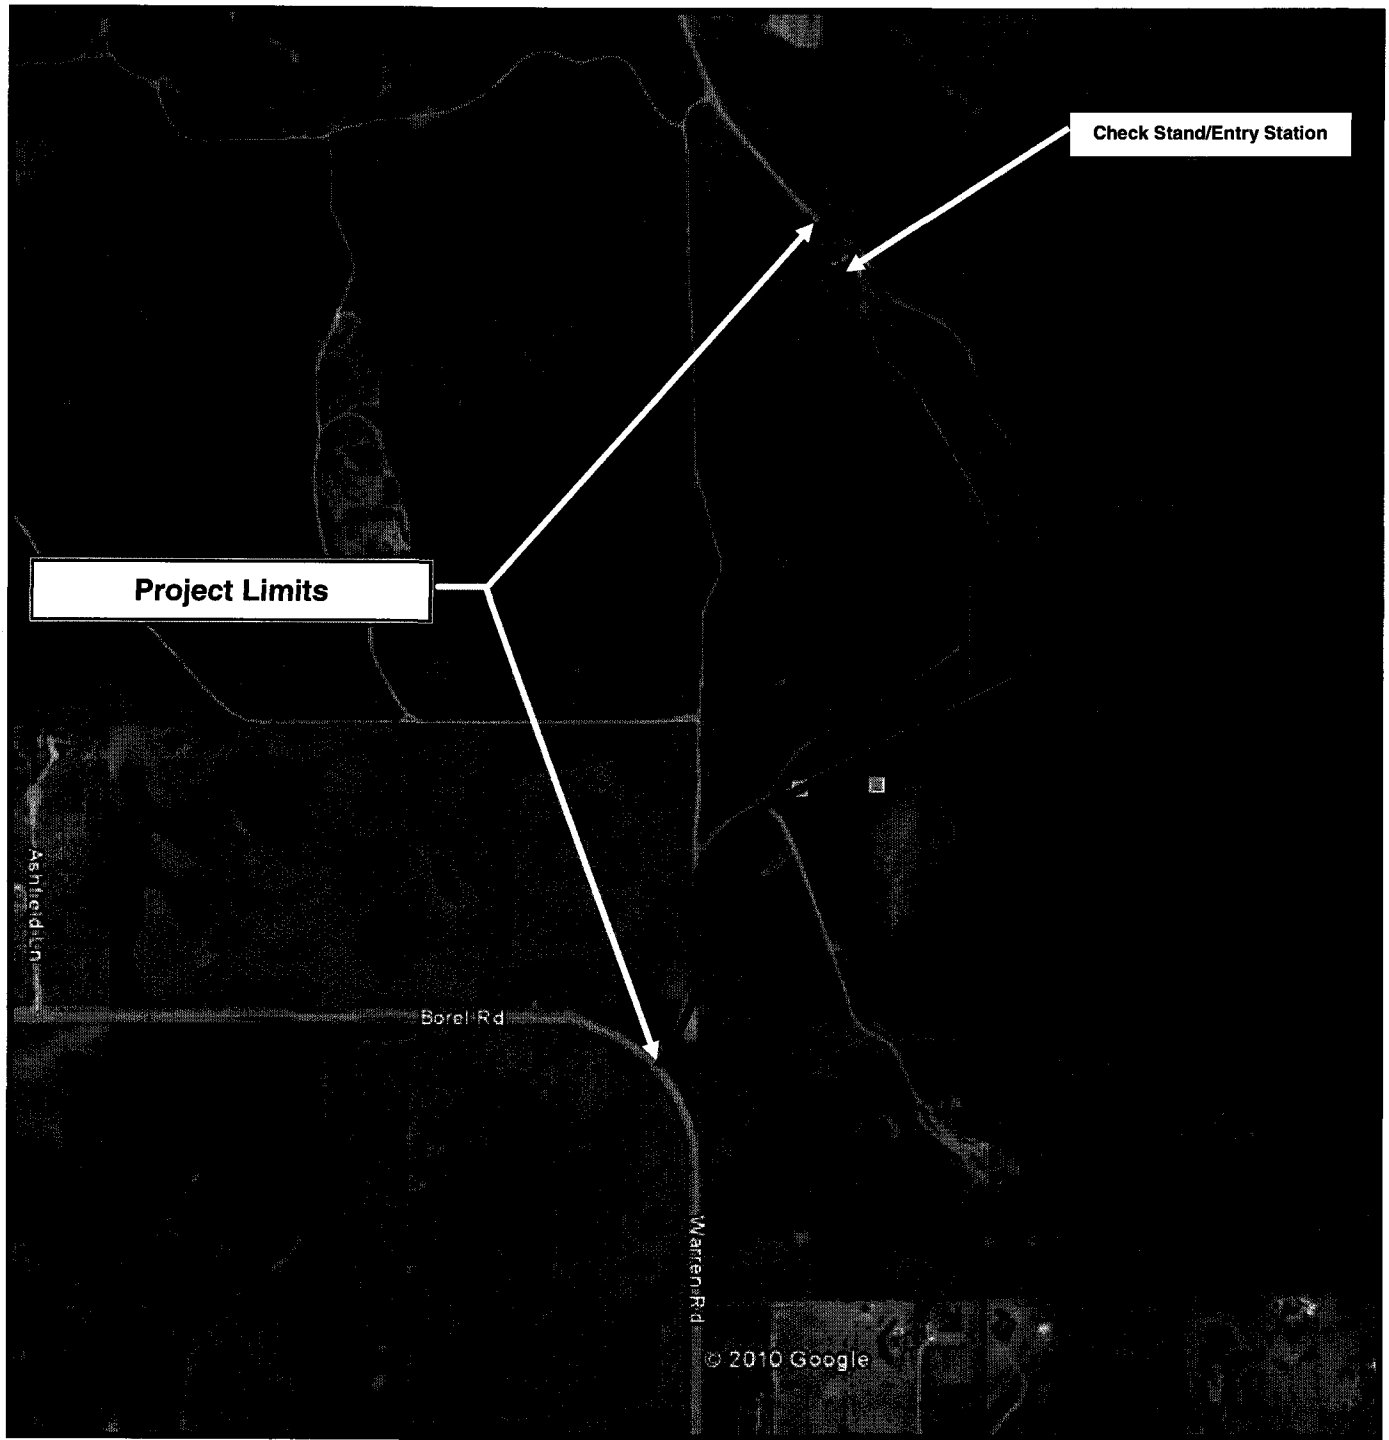 Check Stand/Entry Station
Project Limits
Ashfield Ln
Borel Rd
Warren Rd
© 2010 Google